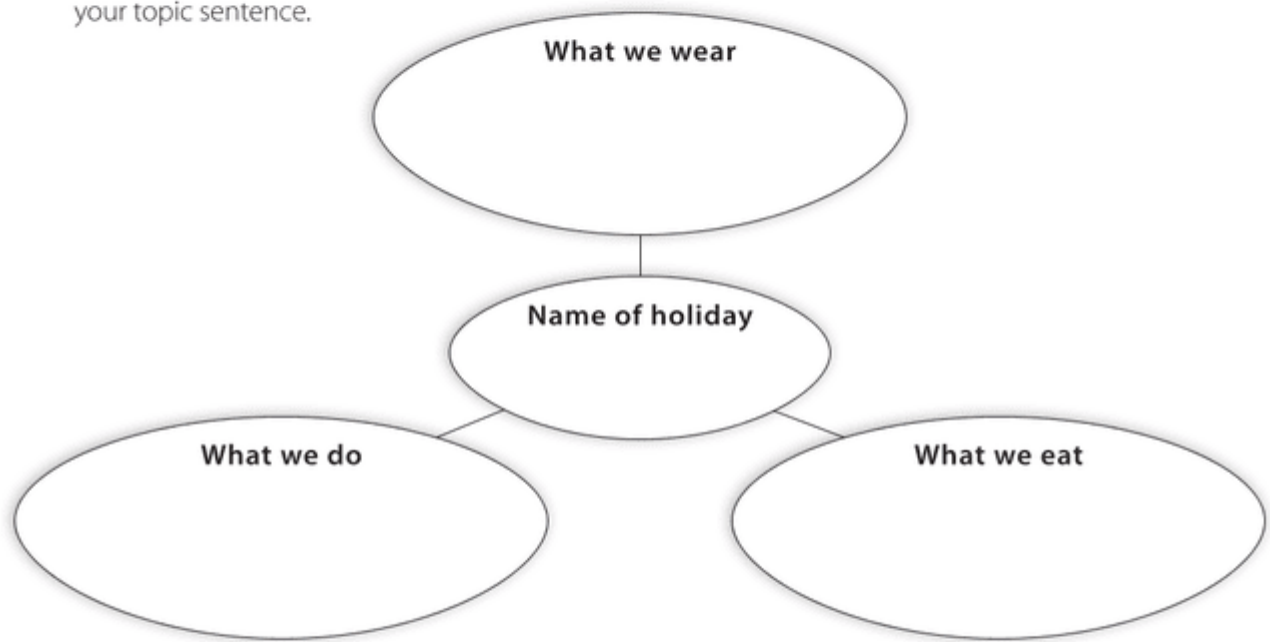 your topic sentence.
What we wear
Name of holiday
What we do
What we eat